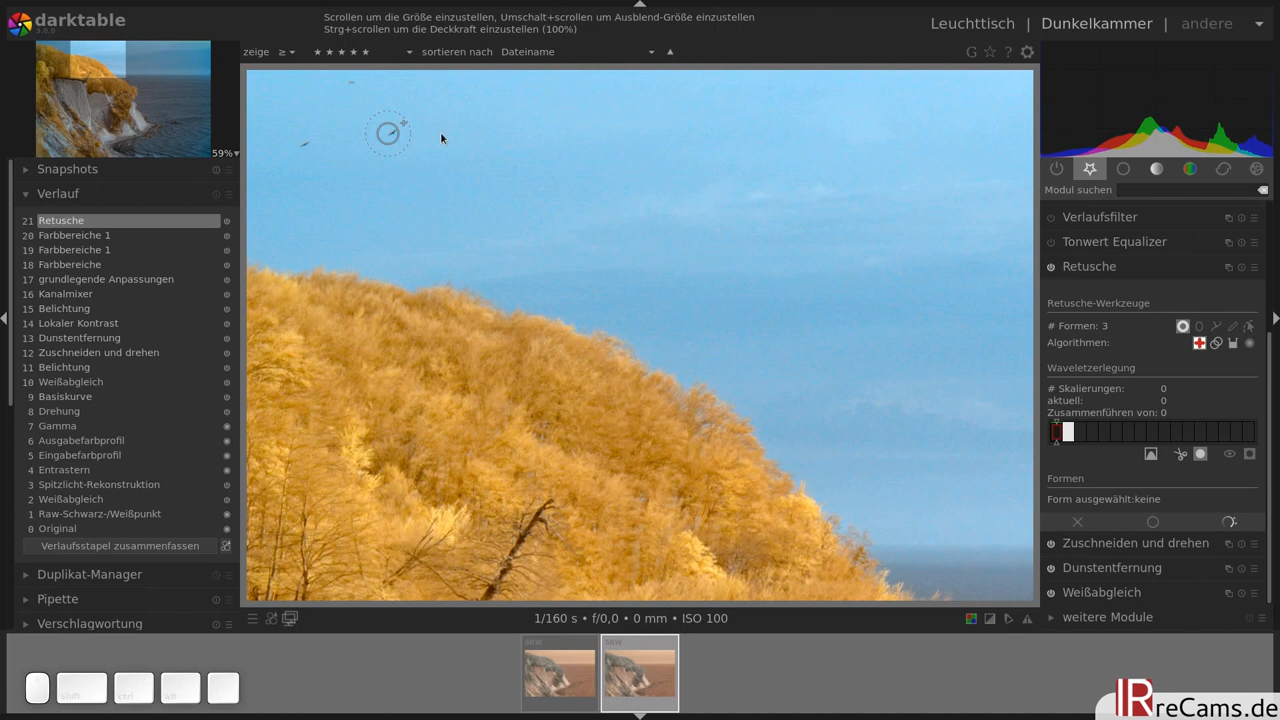 darktable
3.0.0
Scrollen um die Größe einzustellen, Umschalt+scrollen um Ausblend-Größe einzustellen
Strg+scrollen um die Deckkraft einzustellen (100%)
Leuchttisch | Dunkelkammer | andere
zeige ≥ ★ ★ ★ ★ ★ sortieren nach Dateiname
G ☆ ?
59%
Snapshots
Verlauf
21 Retusche
20 Farbbereiche 1
19 Farbbereiche 1
18 Farbbereiche
17 grundlegende Anpassungen
16 Kanalmixer
15 Belichtung
14 Lokaler Kontrast
13 Dunstentfernung
12 Zuschneiden und drehen
11 Belichtung
10 Weißabgleich
9 Basiskurve
8 Drehung
7 Gamma
6 Ausgabefarbprofil
5 Eingabefarbprofil
4 Entrastern
3 Spitzlicht-Rekonstruktion
2 Weißabgleich
1 Raw-Schwarz-/Weißpunkt
0 Original
Verlaufsstapel zusammenfassen
Duplikat-Manager
Pipette
Verschlagwortung
Modul suchen
Verlaufsfilter
Tonwert Equalizer
Retusche
Retusche-Werkzeuge
# Formen: 3
Algorithmen:
Waveletzerlegung
# Skalierungen: 0
aktuell: 0
Zusammenführen von: 0
Formen
Form ausgewählt:keine
Zuschneiden und drehen
Dunstentfernung
Weißabgleich
weitere Module
1/160 s • f/0,0 • 0 mm • ISO 100
SRW
SRW
shift
ctrl
alt
IR
reCams.de